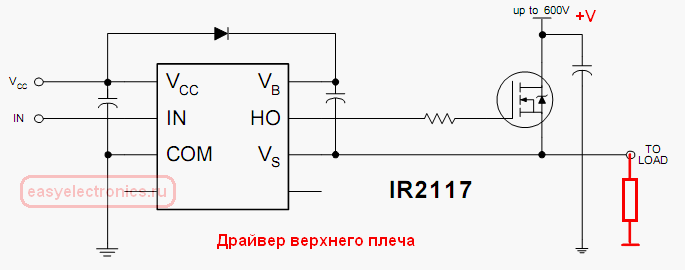 up to 600V
+V
Vcc
IN
VCC
IN
COM
VB
HO
VS
TO
LOAD
easyelectronics.ru
IR2117
Драйвер верхнего плеча